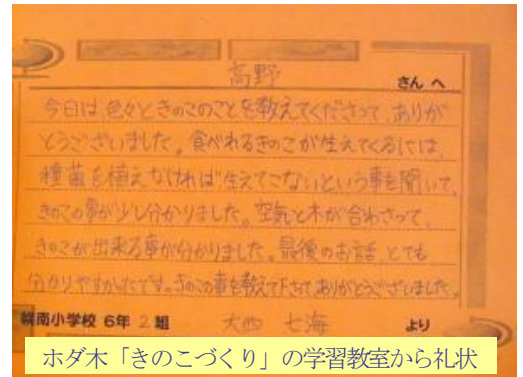 高野
さんへ
今日は、色々ときのこのことを教えてくださって、ありが
とうございました。食べれるきのこが生えてくるには、
種菌を植えなければ生えてこないという事を聞いて、
きのこの事が少し分かりました。空気と木が合わさって、
きのこが出来る事が分かりました。最後のお話、とても
分かりやすかったです。きのこの事を教えて下さってありがとうございました。
幌南小学校 6年 2 組 大西 七海 より
ホダ木「きのこづくり」の学習教室から礼状